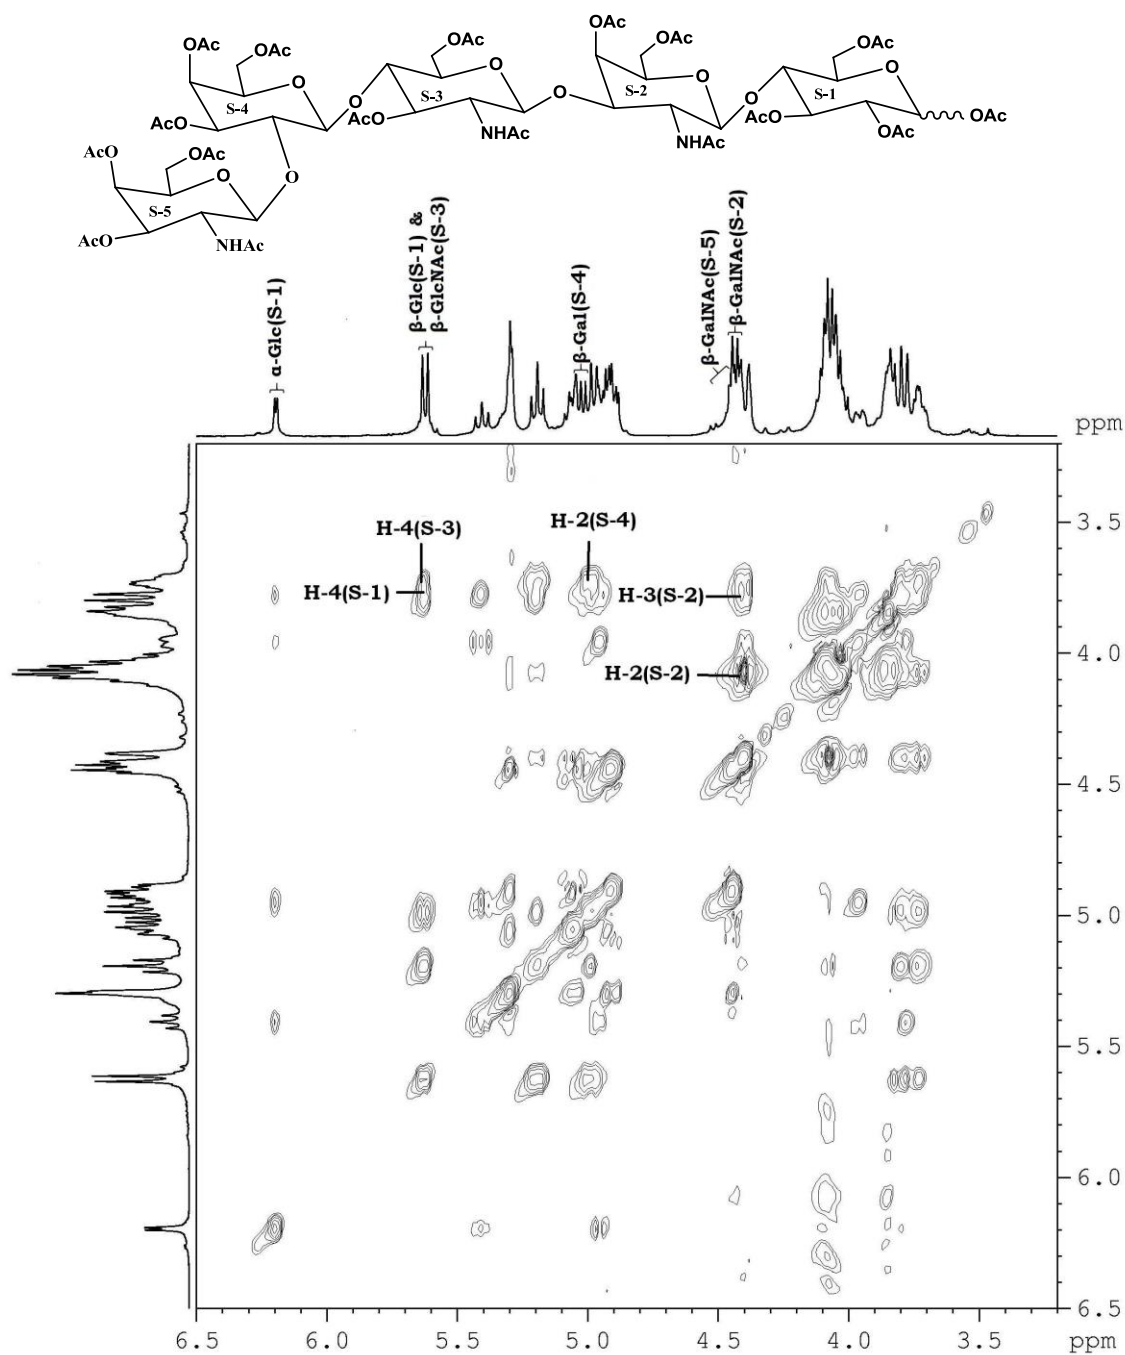 OAc
OAc
OAc
OAc
OAc
OAc
O
O
O
O
S-4
O
S-3
O
S-2
O
S-1
AcO
AcO
NHAc
NHAc
AcO
OAc
OAc
AcO
OAc
O
O
S-5
AcO
NHAc
α-Glc(S-1)
β-Glc(S-1) &
β-GlcNAc(S-3)
β-Gal(S-4)
β-GalNAc(S-5)
β-GalNAc(S-2)
ppm
H-4(S-3)
H-2(S-4)
H-4(S-1)
H-3(S-2)
H-2(S-2)
3.5
4.0
4.5
5.0
5.5
6.0
6.5
6.5 6.0 5.5 5.0 4.5 4.0 3.5 ppm